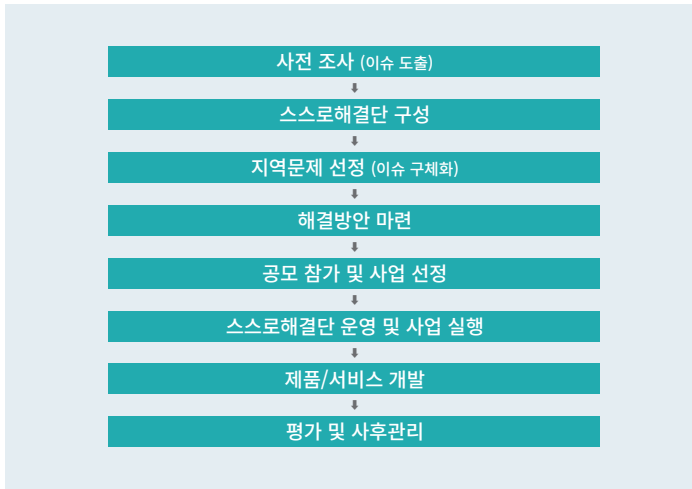 사전 조사 (이슈 도출)
스스로해결단 구성
지역문제 선정 (이슈 구체화)
해결방안 마련
공모 참가 및 사업 선정
스스로해결단 운영 및 사업 실행
제품/서비스 개발
평가 및 사후관리